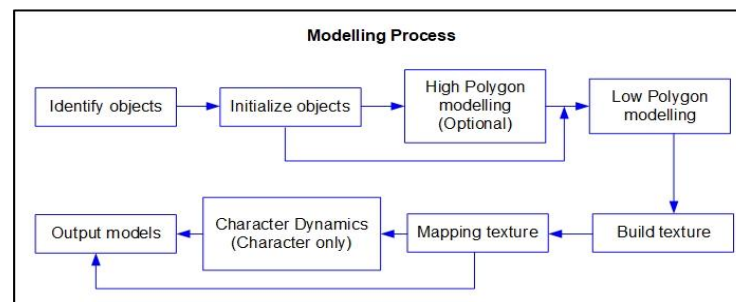 Modelling Process
Identify objects
Initialize objects
High Polygon
modelling
(Optional)
Low Polygon
modelling
Output models
Character Dynamics
(Character only)
Mapping texture
Build texture